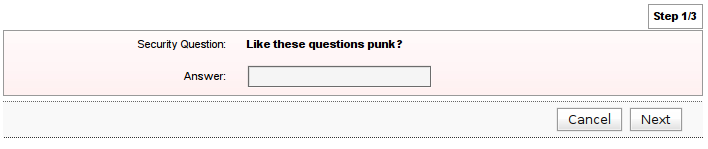 Step 1/3
Security Question: Like these questions punk?
Answer:
Cancel Next